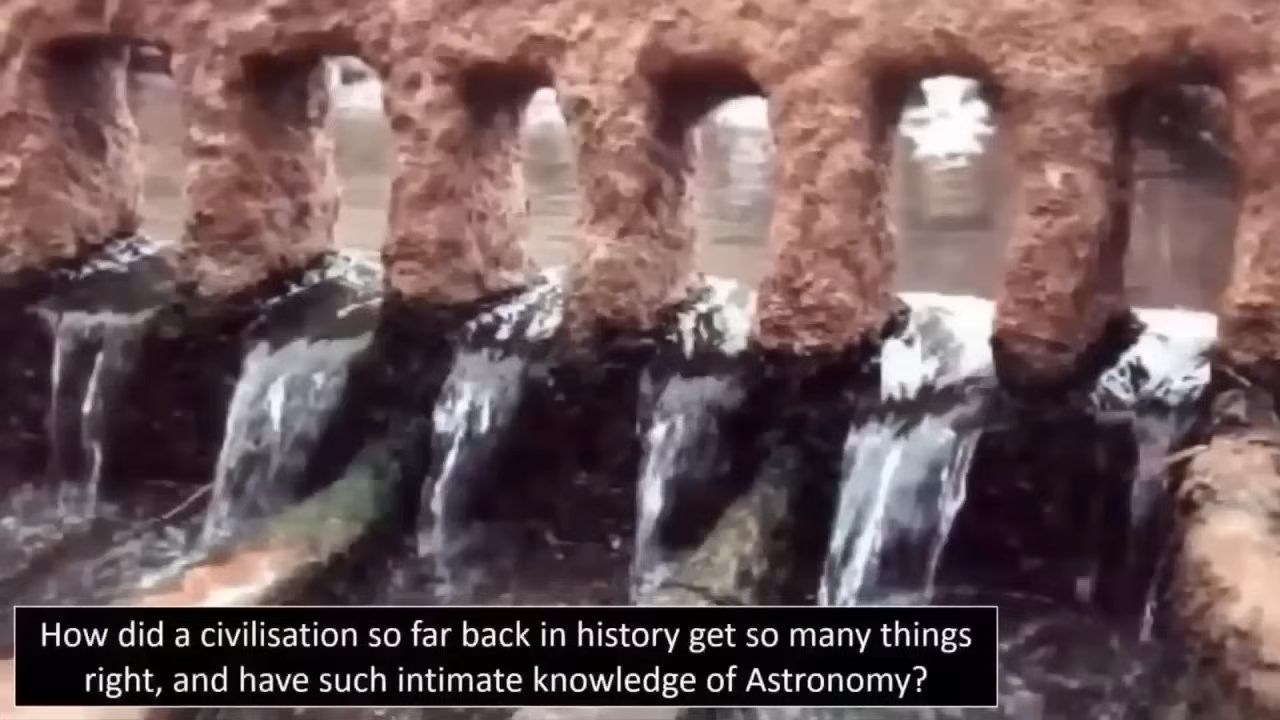 How did a civilisation so far back in history get so many things
right, and have such intimate knowledge of Astronomy?